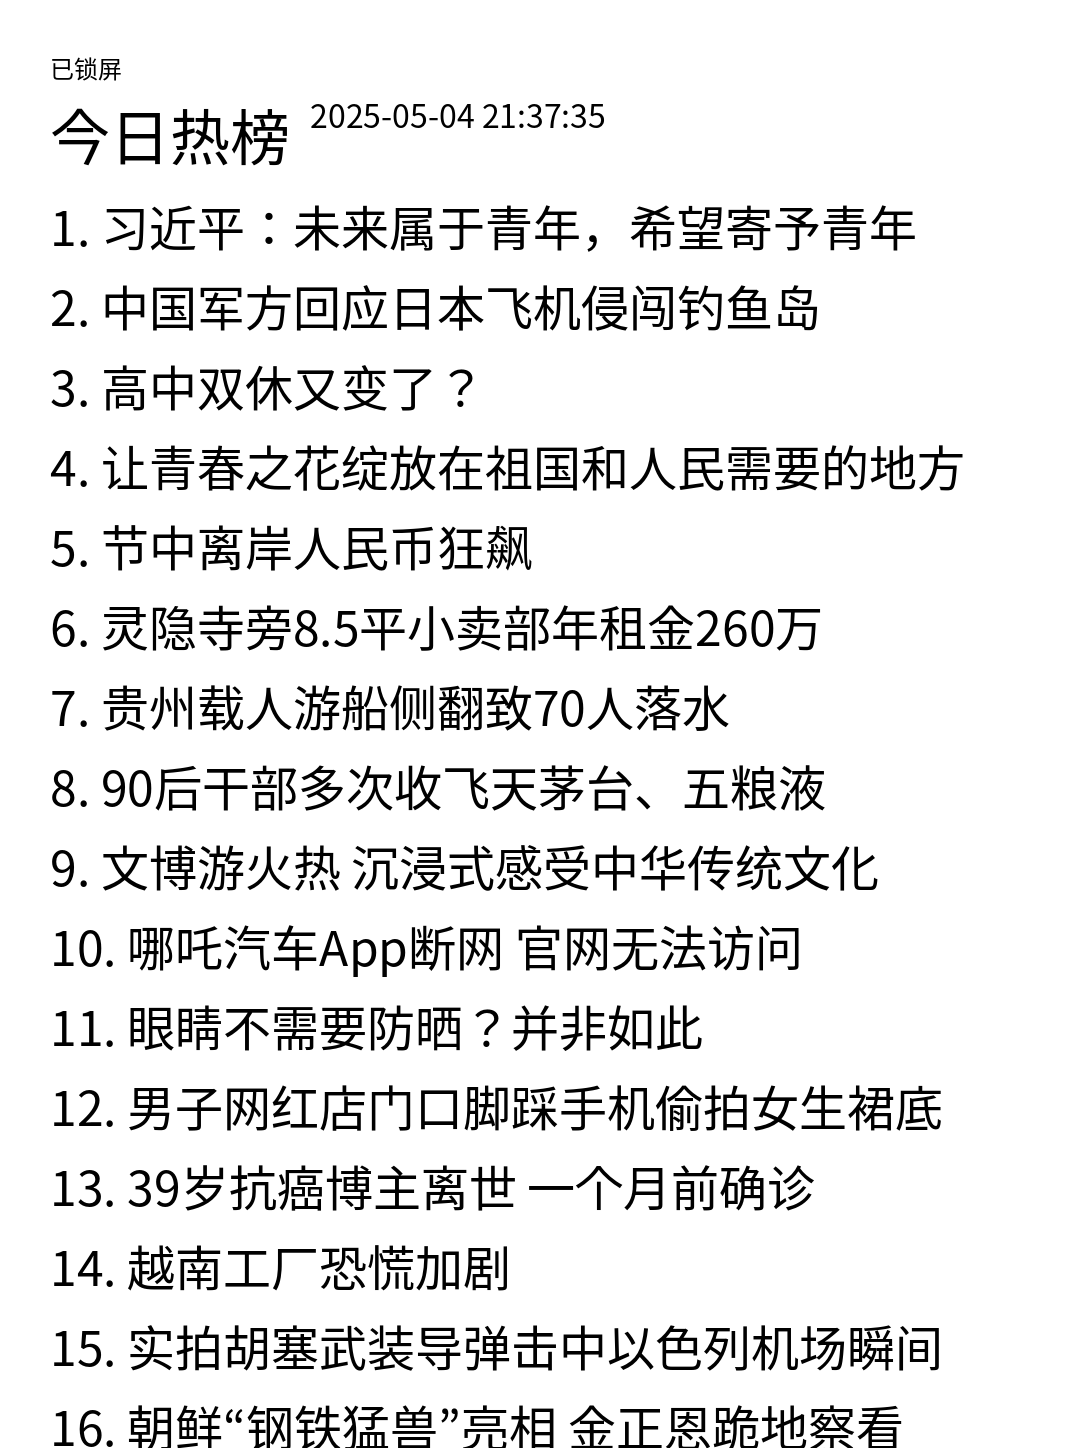 已锁屏
今日热榜 2025-05-04 21:37:35
1. 习近平：未来属于青年，希望寄予青年
2. 中国军方回应日本飞机侵闯钓鱼岛
3. 高中双休又变了？
4. 让青春之花绽放在祖国和人民需要的地方
5. 节中离岸人民币狂飙
6. 灵隐寺旁8.5平小卖部年租金260万
7. 贵州载人游船侧翻致70人落水
8. 90后干部多次收飞天茅台、五粮液
9. 文博游火热 沉浸式感受中华传统文化
10. 哪吒汽车App断网 官网无法访问
11. 眼睛不需要防晒？并非如此
12. 男子网红店门口脚踩手机偷拍女生裙底
13. 39岁抗癌博主离世 一个月前确诊
14. 越南工厂恐慌加剧
15. 实拍胡塞武装导弹击中以色列机场瞬间
16. 朝鲜“钢铁猛兽”亮相 金正恩跪地察看